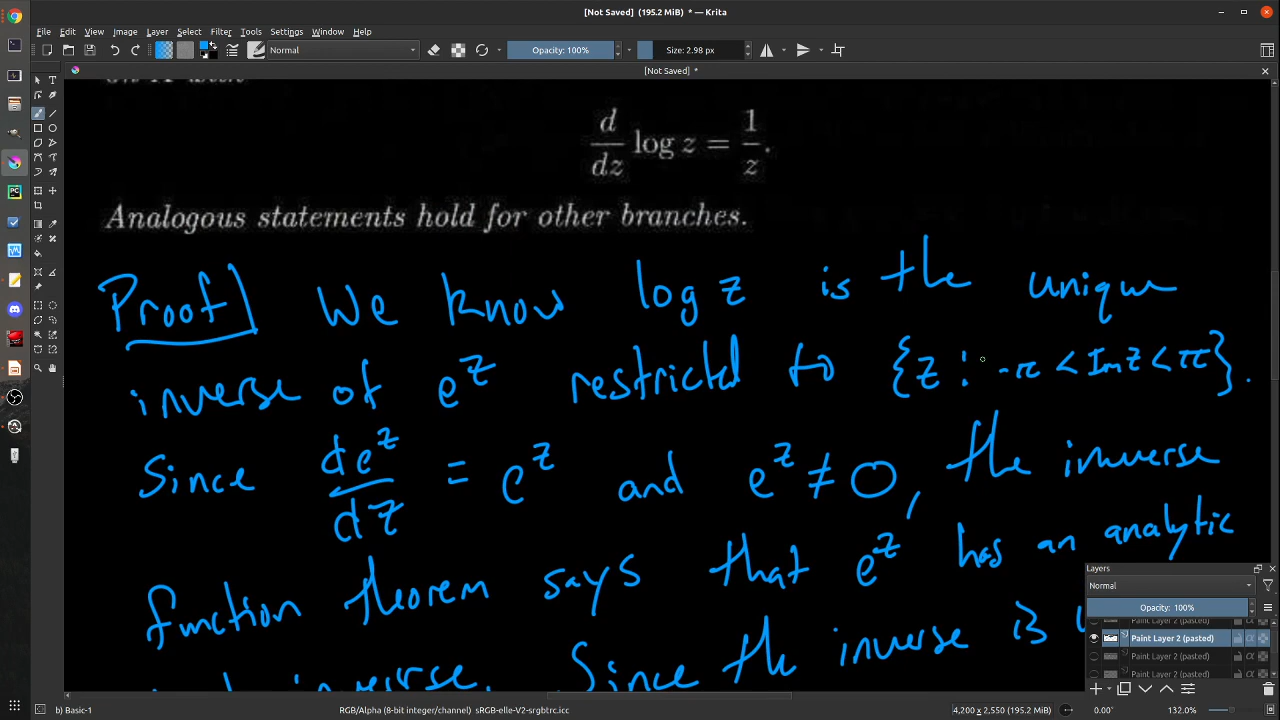 [Not Saved] (195.2 MiB) * — Krita
File Edit View Image Layer Select Filter Tools Settings Window Help
Normal Opacity: 100% Size: 2.98 px
[Not Saved] *
d/dz log z = 1/z.
Analogous statements hold for other branches.
Proof] We know log z is the unique
inverse of e^z restricted to {z : -π < Im z < π}.
Since de^z/dz = e^z and e^z ≠ 0, the inverse
function theorem says that e^z has an analytic
inverse. Since the inverse is
Layers
Normal
Opacity: 100%
Paint Layer 2 (pasted)
Paint Layer 2 (pasted)
Paint Layer 2 (pasted)
Paint Layer 2 (pasted)
b) Basic-1 RGB/Alpha (8-bit integer/channel) sRGB-elle-V2-srgbtrc.icc 4,200 x 2,550 (195.2 MiB) 0.00° 132.0%